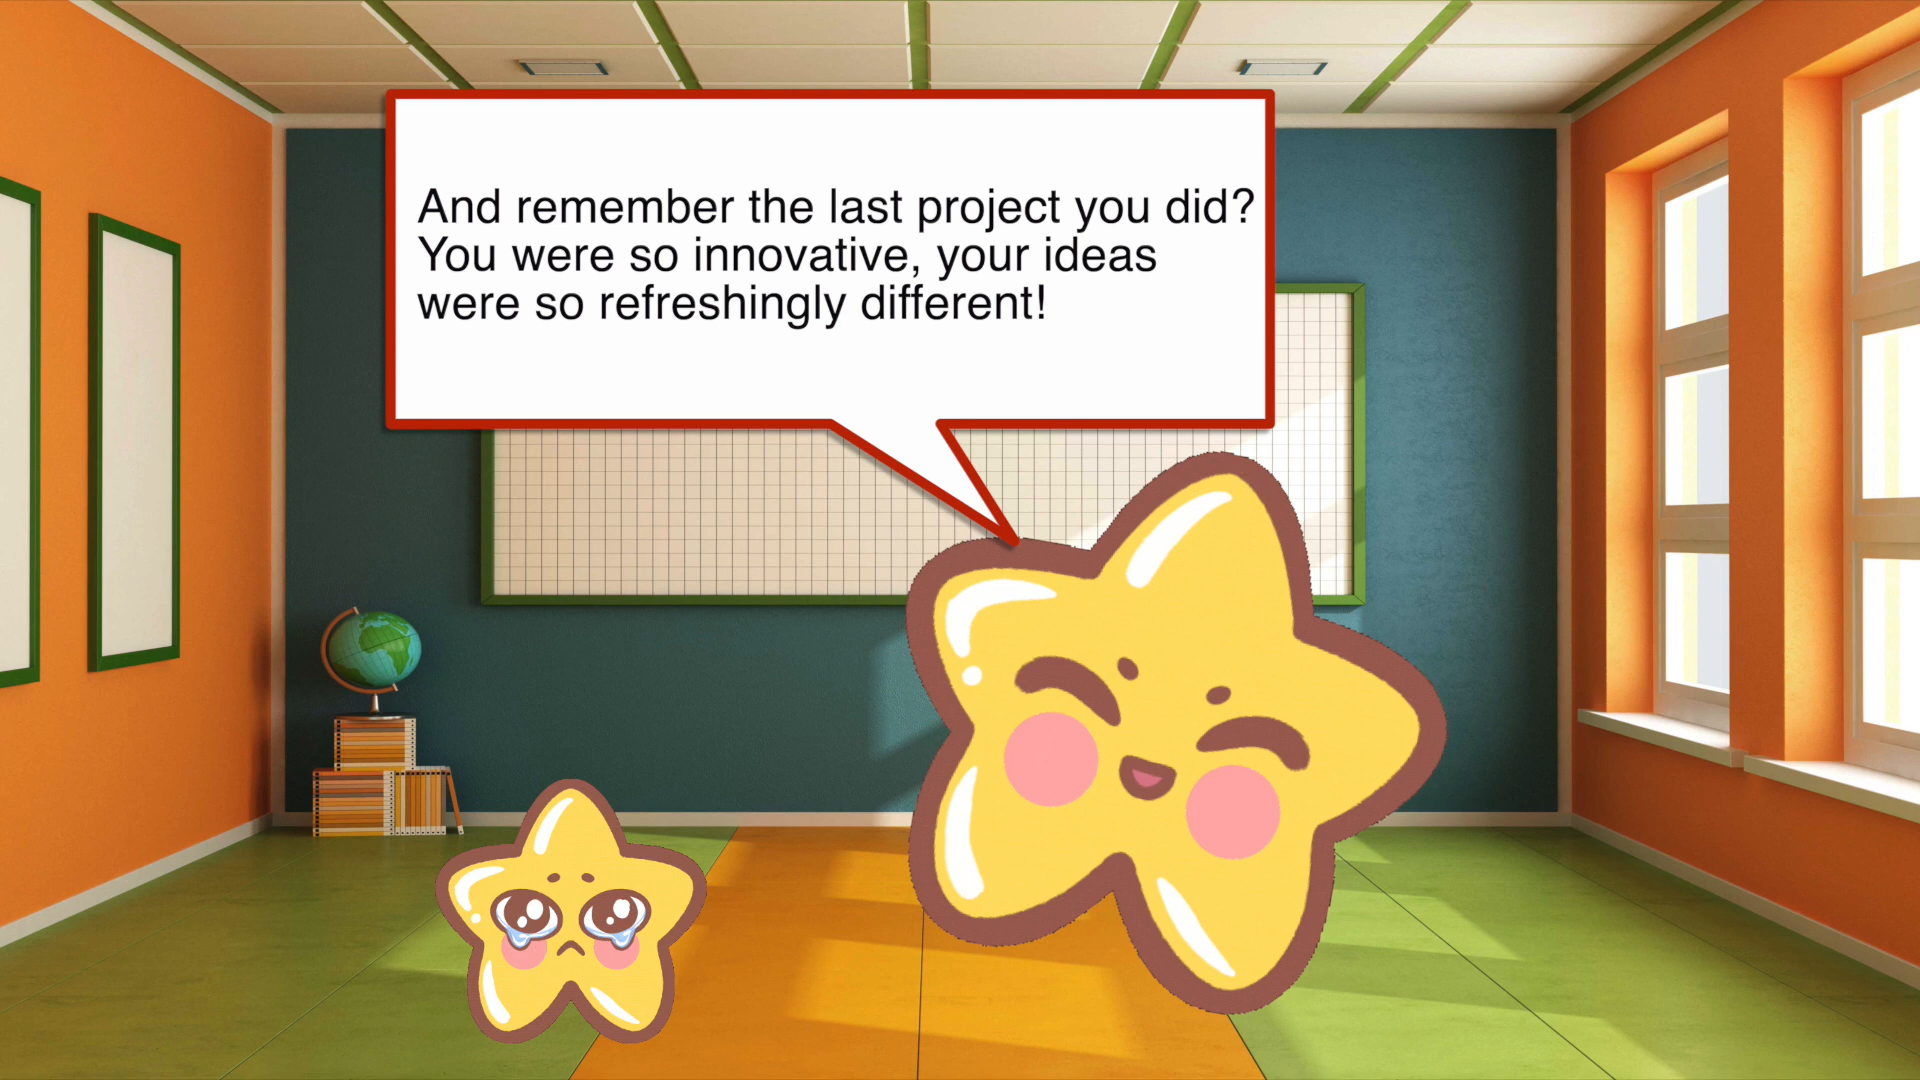 And remember the last project you did?
You were so innovative, your ideas
were so refreshingly different!